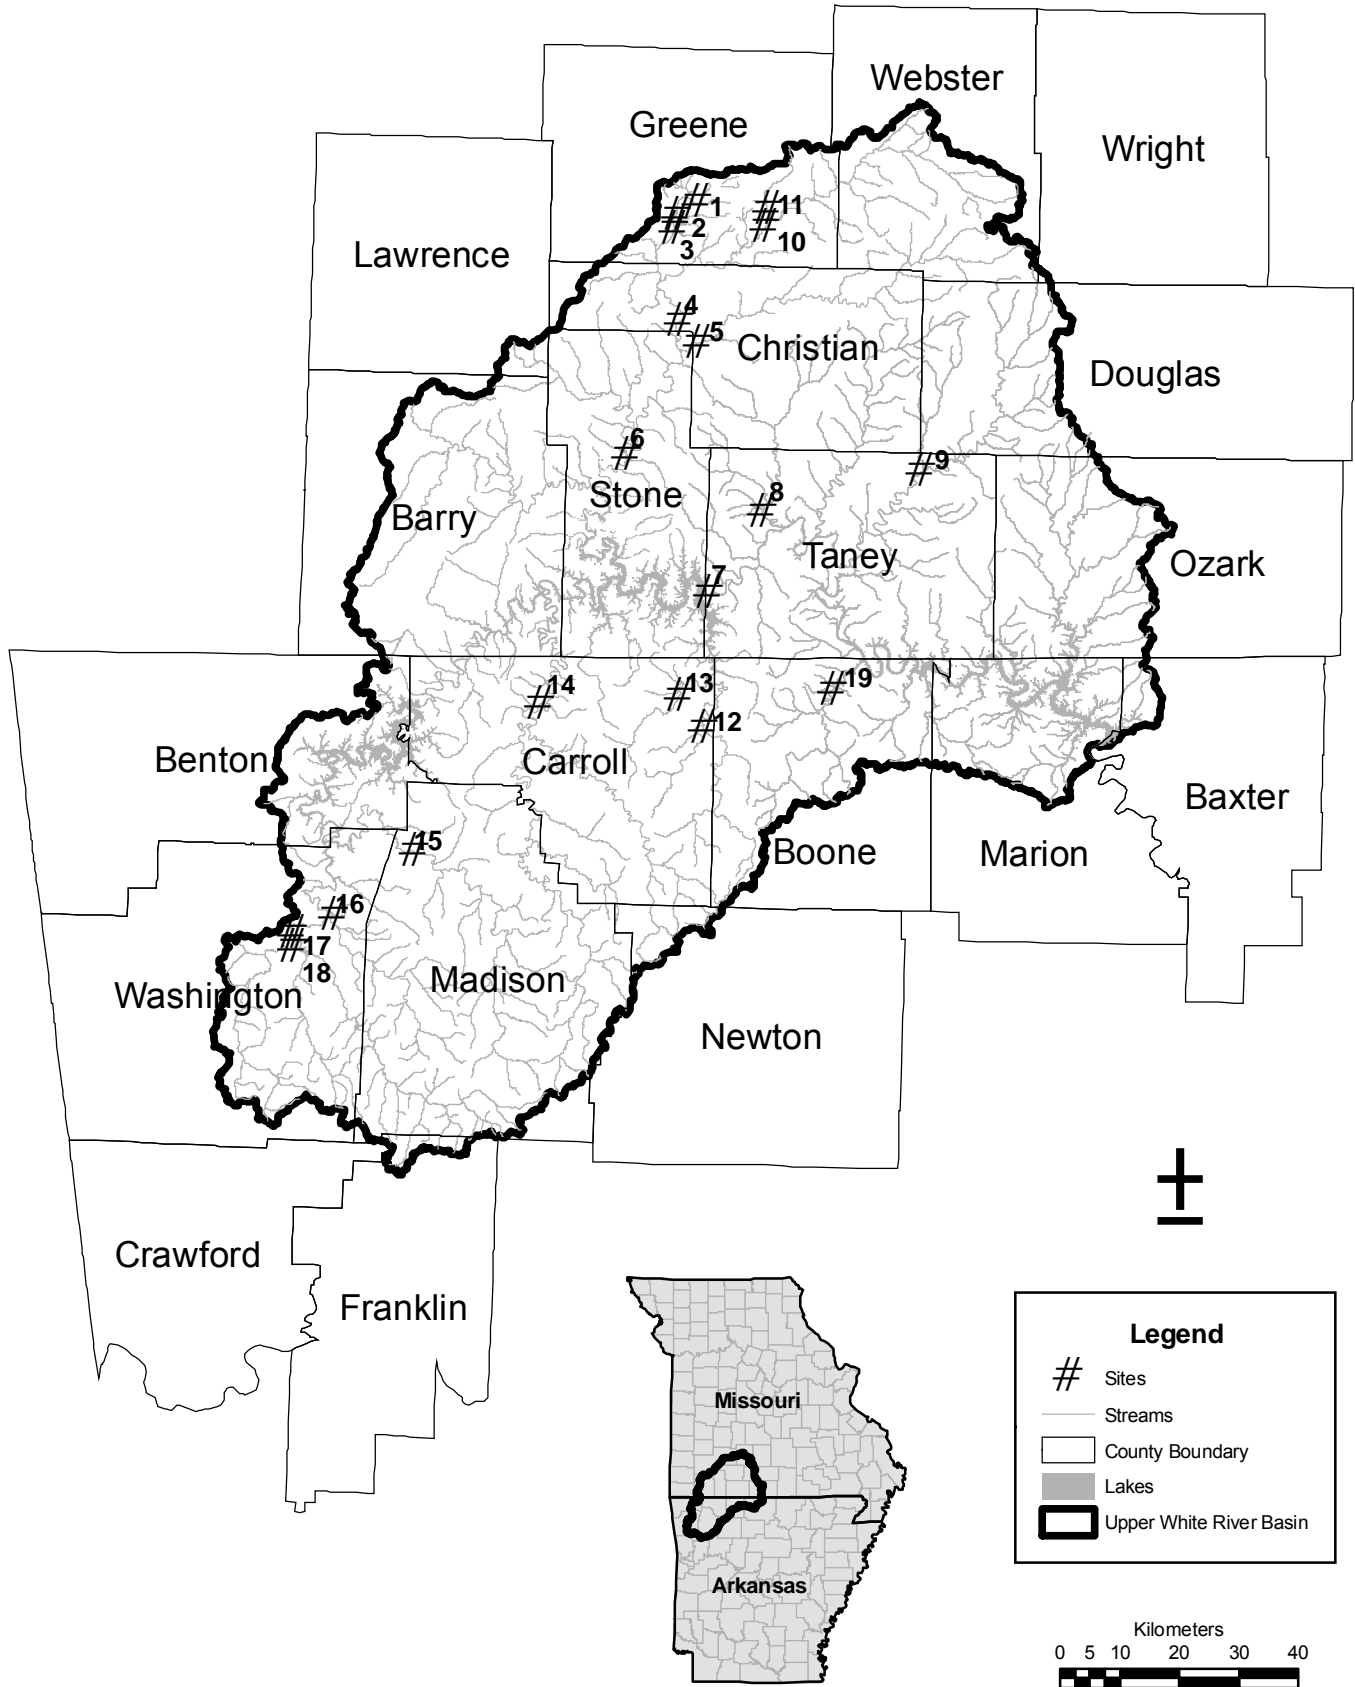 Webster
Greene
Wright
Lawrence
1
11
2
10
3
4
5
Christian
Douglas
6
9
Stone
8
Barry
Taney
Ozark
7
14
13
19
12
Benton
Carroll
Baxter
15
Boone
Marion
16
17
18
Madison
Washington
Newton
Crawford
Franklin
Legend
# Sites
Streams
County Boundary
Lakes
Upper White River Basin
Missouri
Arkansas
Kilometers
0 5 10 20 30 40